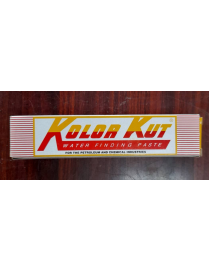 KOLOR KUT
WATER FINDING PASTE
FOR THE PETROLEUM AND CHEMICAL INDUSTRIES